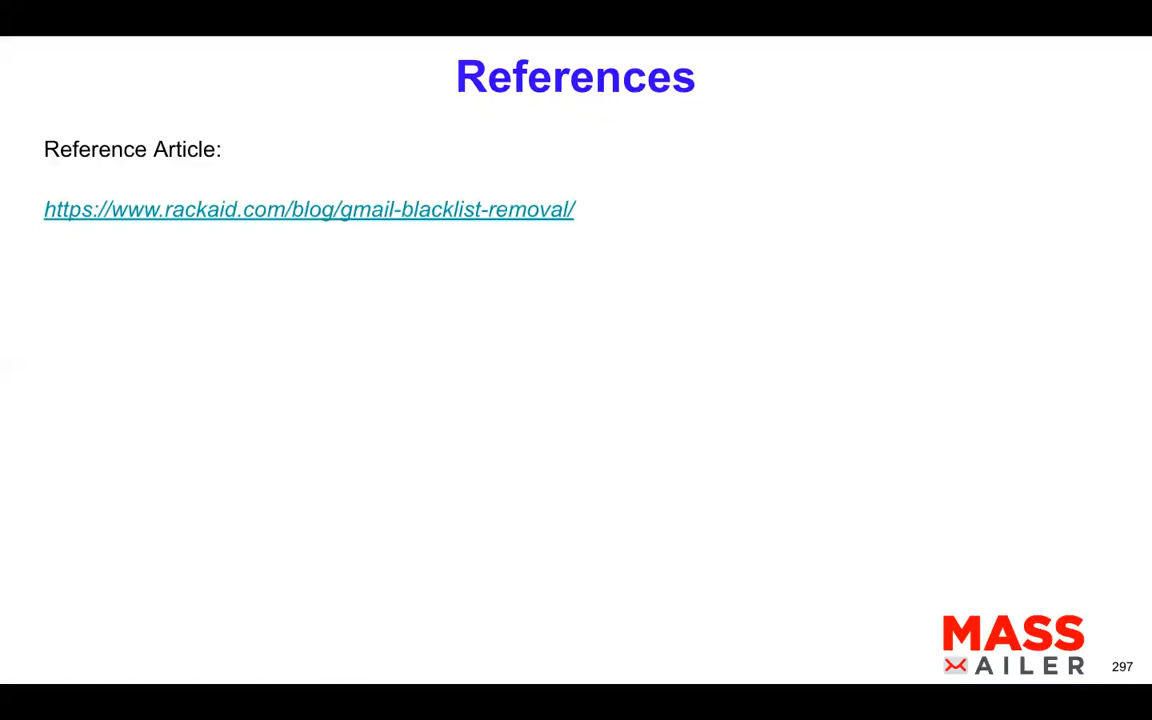 References
Reference Article:
https://www.rackaid.com/blog/gmail-blacklist-removal/
MASS
AILER
297